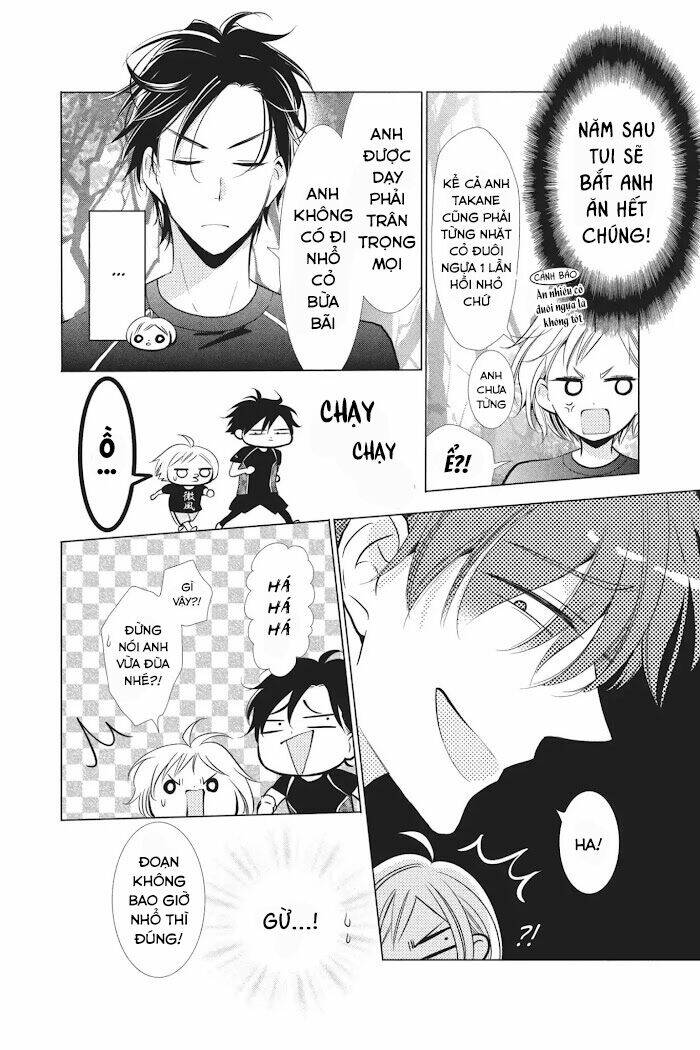 NĂM SAU
TUI SẼ
BẮT ANH
ĂN HẾT
CHÚNG!
CẢNH BÁO
Ăn nhiều cỏ
đuôi ngựa là
không tốt
KỂ CẢ ANH
TAKANE
CŨNG PHẢI
TỪNG NHẶT
CỎ ĐUÔI
NGỰA 1 LẦN
HỒI NHỎ
CHỨ
ANH
CHƯA
TỪNG
Ể?!
ANH
ĐƯỢC
DẠY PHẢI
TRÂN
TRỌNG
MỌI
ANH
KHÔNG
CÓ ĐI
NHỔ
CỎ
BỪA
BÃI
...
CHẠY
CHẠY
Ồ
...
微風
HA!
?!
HÁ
HÁ
HÁ
GÌ
VẬY?!
ĐỪNG
NÓI ANH
VỪA ĐÙA
NHÉ?!
GỪ...!
ĐOẠN
KHÔNG
BAO GIỜ
NHỔ THÌ
ĐÚNG!